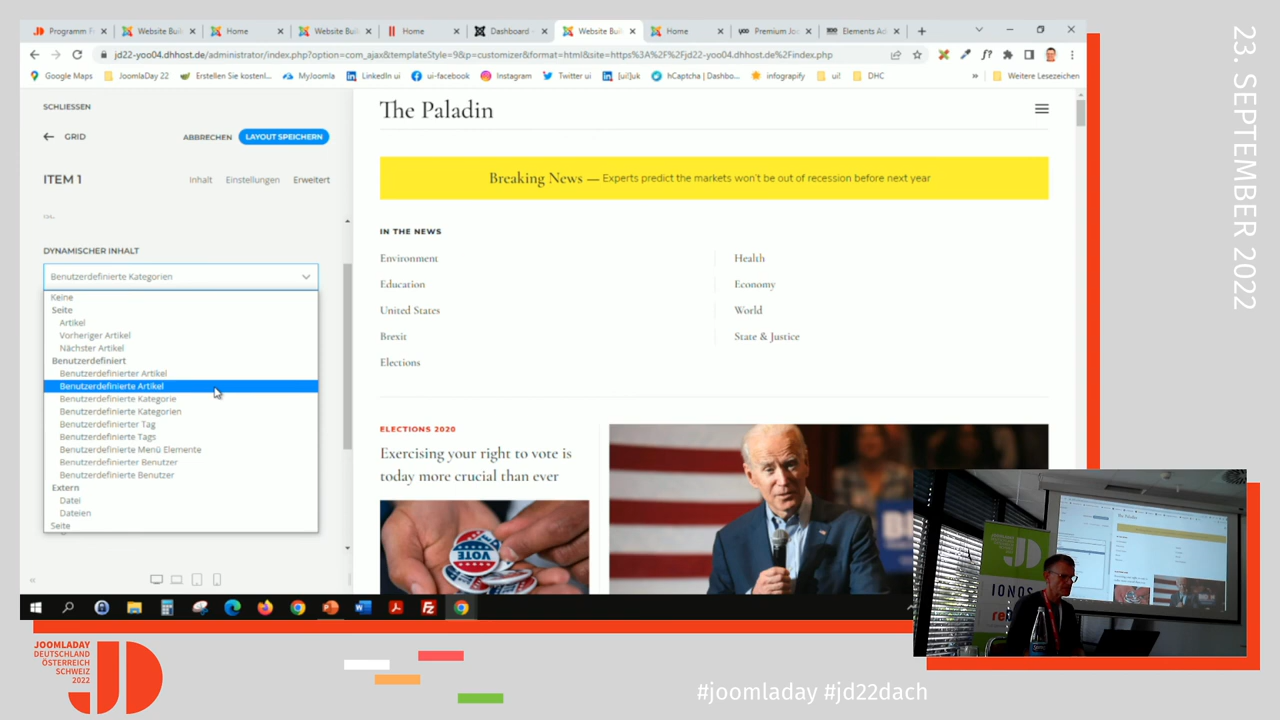 Programm F
Website Buil
Home
Website Buil
Home
Dashboard
Website Buil
Home
Premium Jo
Elements Ad
jd22-yoo04.dhhost.de/administrator/index.php?option=com_ajax&templateStyle=9&p=customizer&format=html&site=https%3A%2F%2Fjd22-yoo04.dhhost.de%2Findex.php
Google Maps
JoomlaDay 22
Erstellen Sie kostenl...
MyJoomla
LinkedIn ui
ui-facebook
Instagram
Twitter ui
[ui]uk
hCaptcha | Dashbo...
infograpify
ui!
DHC
»
Weitere Lesezeichen
SCHLIESSEN
GRID
ABBRECHEN
LAYOUT SPEICHERN
ITEM 1
Inhalt
Einstellungen
Erweitert
DYNAMISCHER INHALT
Benutzerdefinierte Kategorien
Keine
Seite
Artikel
Vorheriger Artikel
Nächster Artikel
Benutzerdefiniert
Benutzerdefinierter Artikel
Benutzerdefinierte Artikel
Benutzerdefinierte Kategorie
Benutzerdefinierte Kategorien
Benutzerdefinierter Tag
Benutzerdefinierte Tags
Benutzerdefinierte Menü Elemente
Benutzerdefinierter Benutzer
Benutzerdefinierte Benutzer
Extern
Datei
Dateien
Seite
The Paladin
Breaking News — Experts predict the markets won't be out of recession before next year
IN THE NEWS
Environment
Education
United States
Brexit
Elections
Health
Economy
World
State & Justice
ELECTIONS 2020
Exercising your right to vote is
today more crucial than ever
VOTE
23. SEPTEMBER 2022
IONOS
JOOMLADAY
DEUTSCHLAND
ÖSTERREICH
SCHWEIZ
2022
JD
#joomladay #jd22dach